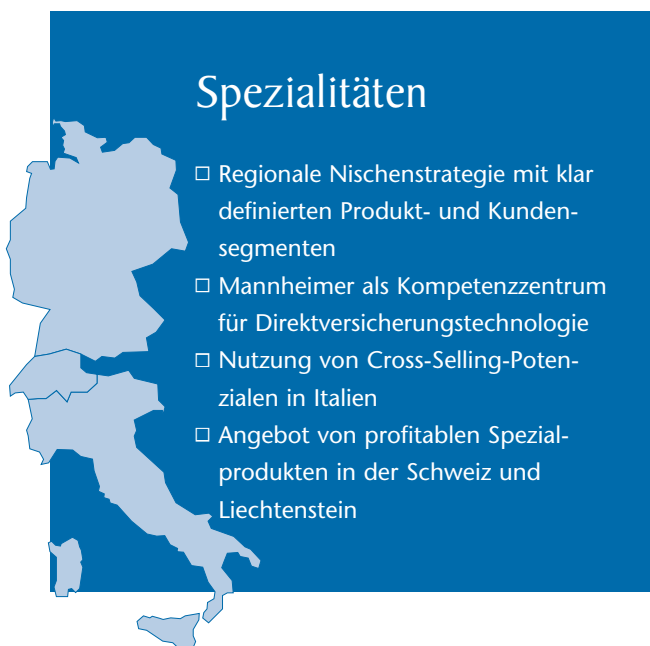 Spezialitäten
□ Regionale Nischenstrategie mit klar
definierten Produkt- und Kunden-
segmenten
□ Mannheimer als Kompetenzzentrum
für Direktversicherungstechnologie
□ Nutzung von Cross-Selling-Poten-
zialen in Italien
□ Angebot von profitablen Spezial-
produkten in der Schweiz und
Liechtenstein